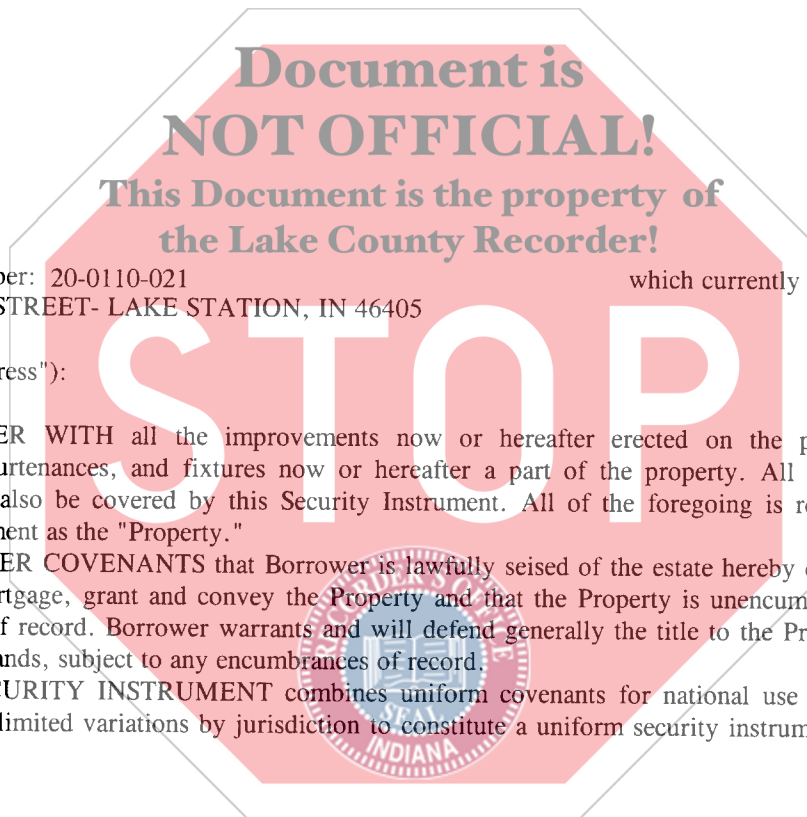 Document is
NOT OFFICIAL!
This Document is the property of
the Lake County Recorder!
ber: 20-0110-021 which currently
STREET- LAKE STATION, IN 46405
ress"):
STOP
ER WITH all the improvements now or hereafter erected on the p
urtenances, and fixtures now or hereafter a part of the property. All
also be covered by this Security Instrument. All of the foregoing is r
nent as the "Property."
ER COVENANTS that Borrower is lawfully seised of the estate hereby
rtgage, grant and convey the Property and that the Property is unencum
f record. Borrower warrants and will defend generally the title to the Pr
ands, subject to any encumbrances of record.
CURITY INSTRUMENT combines uniform covenants for national use
limited variations by jurisdiction to constitute a uniform security instrum
RECORDER'S OFFICE
SEAL
INDIANA